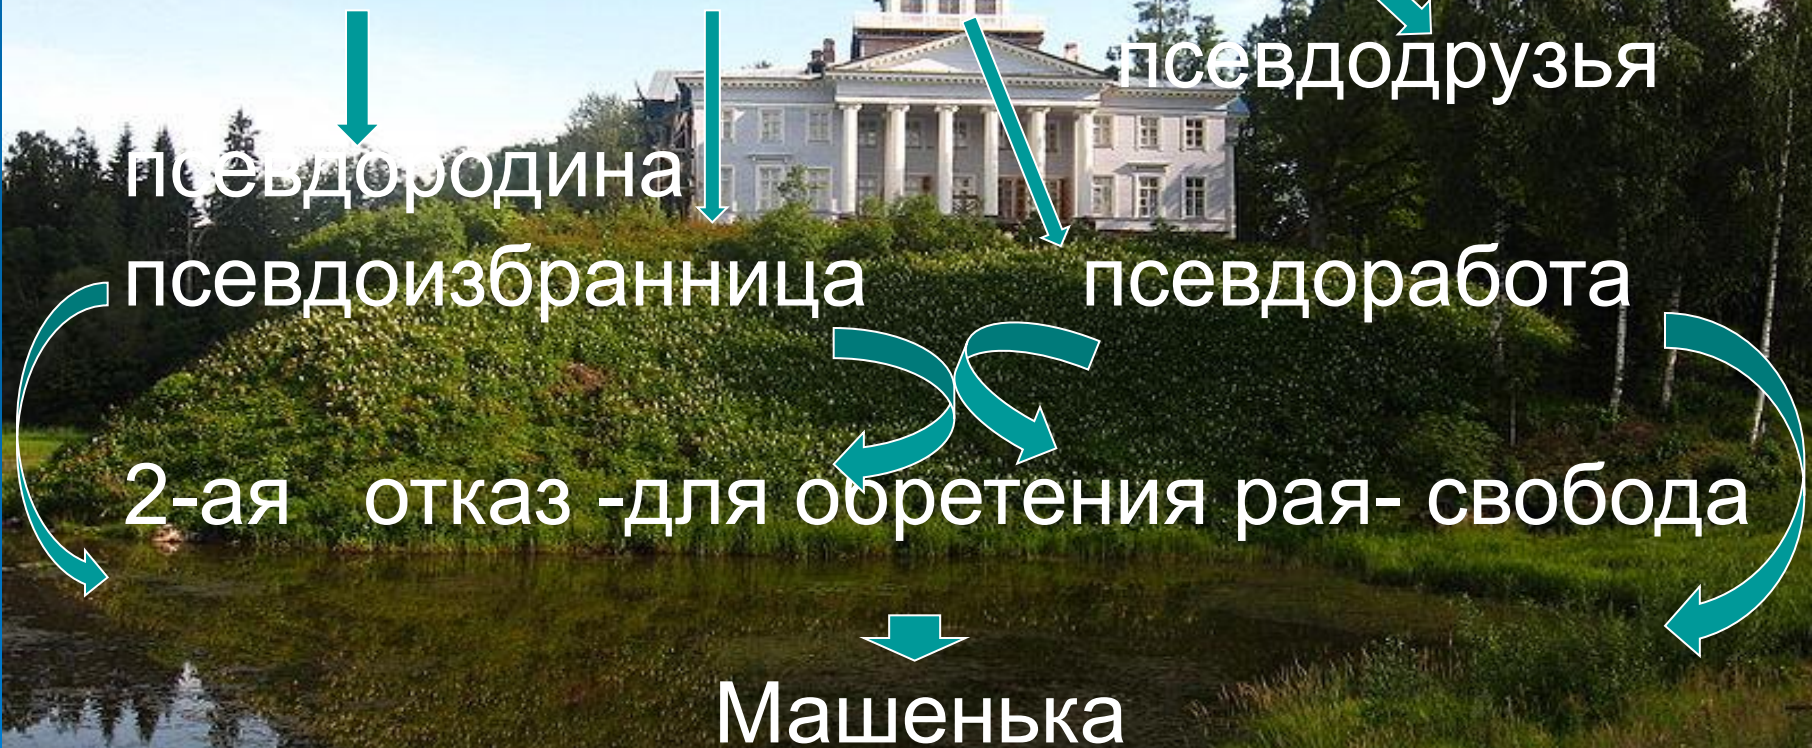 псевдодрузья
псевдородина
псевдоизбранница псевдоработа
2-ая отказ -для обретения рая- свобода
Машенька